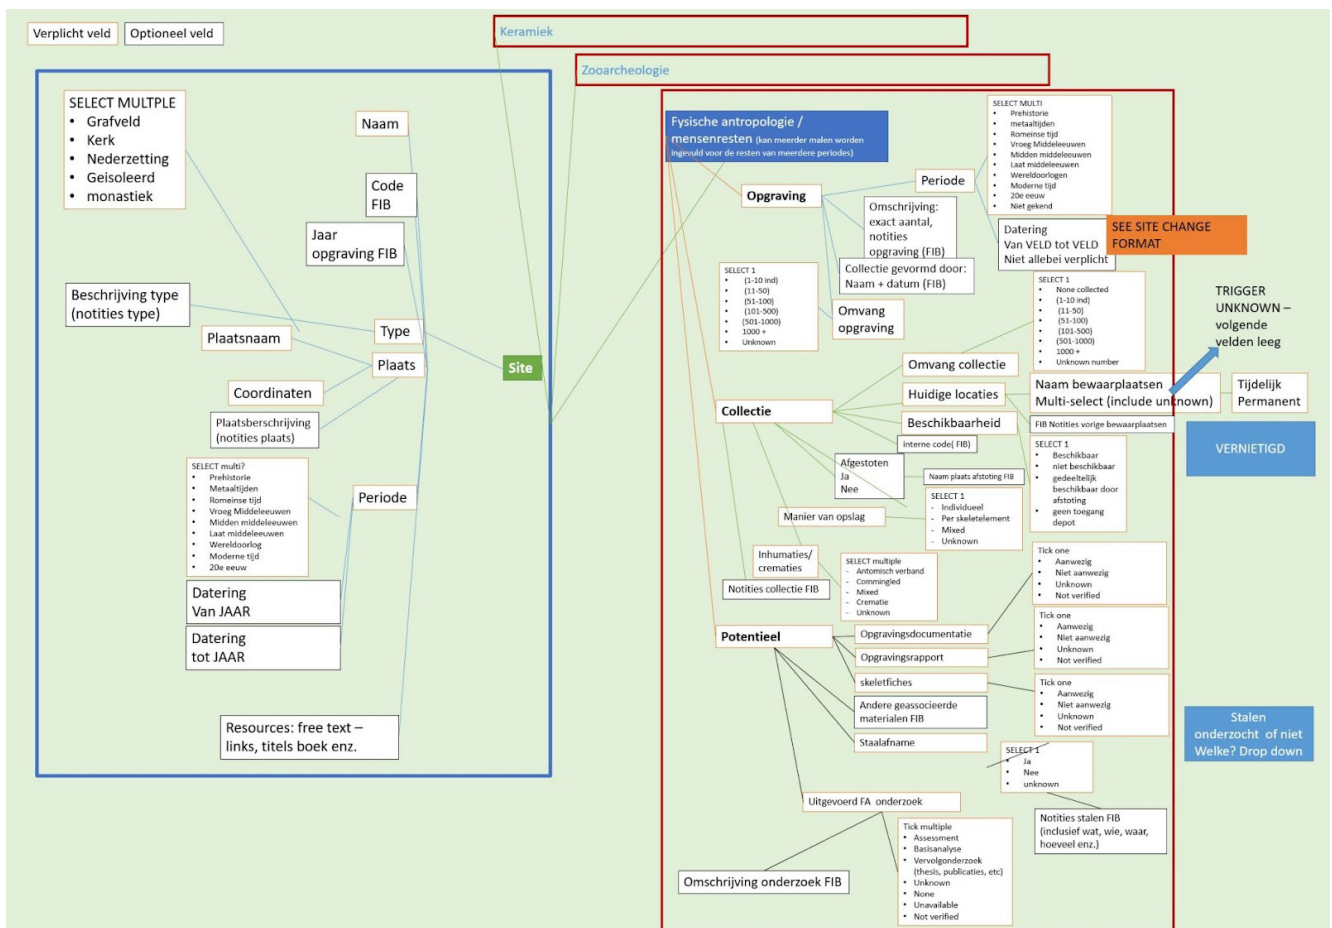 Verplicht veld
Optioneel veld
Keramiek
Zooarcheologie
SELECT MULTPLE
• Grafveld
• Kerk
• Nederzetting
• Geisoleerd
• monastiek
Naam
Code
FIB
Jaar
opgraving FIB
Beschrijving type
(notities type)
Type
Plaatsnaam
Plaats
Site
Coordinaten
Plaatsberschrijving
(notities plaats)
SELECT multi?
• Prehistorie
• Metaaltijden
• Romeinse tijd
• Vroeg Middeleeuwen
• Midden middeleeuwen
• Laat middeleeuwen
• Wereldoorlog
• Moderne tijd
• 20e eeuw
Periode
Datering
Van JAAR
Datering
tot JAAR
Resources: free text –
links, titels boek enz.
Fysische antropologie /
mensenresten (kan meerder malen worden
ingevuld voor de resten van meerdere periodes)
Opgraving
Periode
SELECT MULTI
• Prehistorie
• metaaltijden
• Romeinse tijd
• Vroeg Middeleeuwen
• Midden middeleeuwen
• Laat middeleeuwen
• Wereldoorlogen
• Moderne tijd
• 20e eeuw
• Niet gekend
Omschrijving:
exact aantal,
notities
opgraving (FIB)
Datering
Van VELD tot VELD
Niet allebei verplicht
SEE SITE CHANGE
FORMAT
Collectie gevormd door:
Naam + datum (FIB)
SELECT 1
• (1-10 ind)
• (11-50)
• (51-100)
• (101-500)
• (501-1000)
• 1000 +
• Unknown
Omvang
opgraving
SELECT 1
• None collected
• (1-10 ind)
• (11-50)
• (51-100)
• (101-500)
• (501-1000)
• 1000 +
• Unknown number
TRIGGER
UNKNOWN –
volgende
velden leeg
Omvang collectie
Huidige locaties
Naam bewaarplaatsen
Multi-select (include unknown)
Tijdelijk
Permanent
Collectie
Beschikbaarheid
FIB Notities vorige bewaarplaatsen
VERNIETIGD
interne code( FIB)
SELECT 1
• Beschikbaar
• niet beschikbaar
• gedeeltelijk
beschikbaar door
afstoting
• geen toegang
depot
Afgestoten
Ja
Nee
Naam plaats afstoting FIB
Manier van opslag
SELECT 1
- Individueel
- Per skeletelement
- Mixed
- Unknown
Inhumaties/
crematies
SELECT multiple
- Antomisch verband
- Commingled
- Mixed
- Crematie
- Unknown
Notities collectie FIB
Tick one
• Aanwezig
• Niet aanwezig
• Unknown
• Not verified
Potentieel
Opgravingsdocumentatie
Opgravingsrapport
Tick one
• Aanwezig
• Niet aanwezig
• Unknown
• Not verified
skeletfiches
Tick one
• Aanwezig
• Niet aanwezig
• Unknown
• Not verified
Andere geassocieerde
materialen FIB
Staalafname
Stalen
onderzocht of niet
Welke? Drop down
SELECT 1
• Ja
• Nee
• unknown
Uitgevoerd FA onderzoek
Notities stalen FIB
(inclusief wat, wie, waar,
hoeveel enz.)
Tick multiple
• Assessment
• Basisanalyse
• Vervolgonderzoek
(thesis, publicaties, etc)
• Unknown
• None
• Unavailable
• Not verified
Omschrijving onderzoek FIB